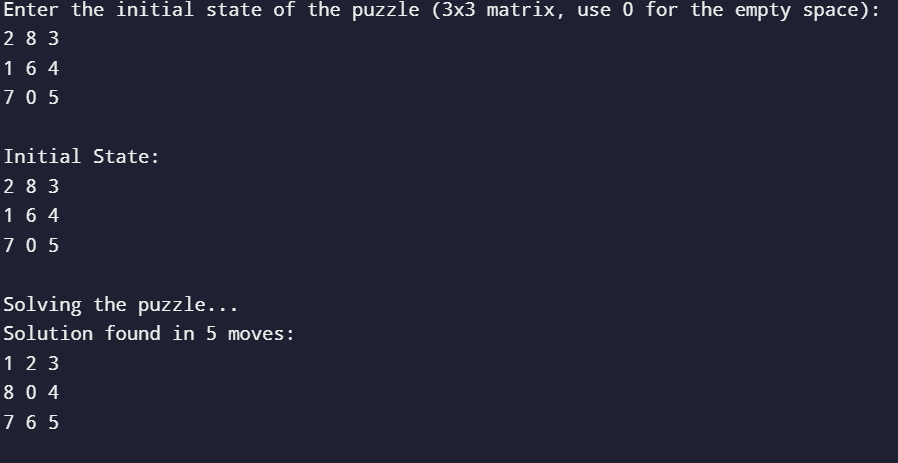 Enter the initial state of the puzzle (3x3 matrix, use 0 for the empty space):
2 8 3
1 6 4
7 0 5
Initial State:
2 8 3
1 6 4
7 0 5
Solving the puzzle...
Solution found in 5 moves:
1 2 3
8 0 4
7 6 5